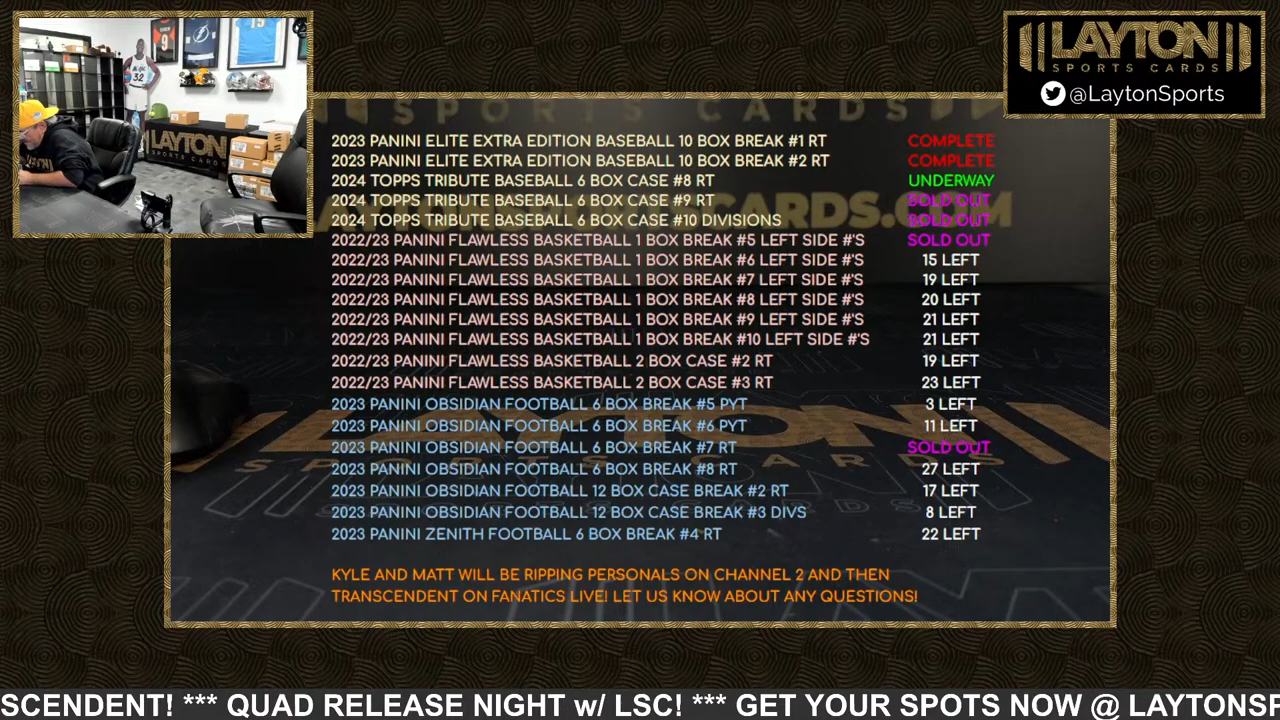 LAYTON
SPORTS CARDS
@LaytonSports
SPORTS CARDS
2023 PANINI ELITE EXTRA EDITION BASEBALL 10 BOX BREAK #1 RT COMPLETE
2023 PANINI ELITE EXTRA EDITION BASEBALL 10 BOX BREAK #2 RT COMPLETE
2024 TOPPS TRIBUTE BASEBALL 6 BOX CASE #8 RT UNDERWAY
2024 TOPPS TRIBUTE BASEBALL 6 BOX CASE #9 RT SOLD OUT
2024 TOPPS TRIBUTE BASEBALL 6 BOX CASE #10 DIVISIONS SOLD OUT
2022/23 PANINI FLAWLESS BASKETBALL 1 BOX BREAK #5 LEFT SIDE #'S SOLD OUT
2022/23 PANINI FLAWLESS BASKETBALL 1 BOX BREAK #6 LEFT SIDE #'S 15 LEFT
2022/23 PANINI FLAWLESS BASKETBALL 1 BOX BREAK #7 LEFT SIDE #'S 19 LEFT
2022/23 PANINI FLAWLESS BASKETBALL 1 BOX BREAK #8 LEFT SIDE #'S 20 LEFT
2022/23 PANINI FLAWLESS BASKETBALL 1 BOX BREAK #9 LEFT SIDE #'S 21 LEFT
2022/23 PANINI FLAWLESS BASKETBALL 1 BOX BREAK #10 LEFT SIDE #'S 21 LEFT
2022/23 PANINI FLAWLESS BASKETBALL 2 BOX CASE #2 RT 19 LEFT
2022/23 PANINI FLAWLESS BASKETBALL 2 BOX CASE #3 RT 23 LEFT
2023 PANINI OBSIDIAN FOOTBALL 6 BOX BREAK #5 PYT 3 LEFT
2023 PANINI OBSIDIAN FOOTBALL 6 BOX BREAK #6 PYT 11 LEFT
2023 PANINI OBSIDIAN FOOTBALL 6 BOX BREAK #7 RT SOLD OUT
2023 PANINI OBSIDIAN FOOTBALL 6 BOX BREAK #8 RT 27 LEFT
2023 PANINI OBSIDIAN FOOTBALL 12 BOX CASE BREAK #2 RT 17 LEFT
2023 PANINI OBSIDIAN FOOTBALL 12 BOX CASE BREAK #3 DIVS 8 LEFT
2023 PANINI ZENITH FOOTBALL 6 BOX BREAK #4 RT 22 LEFT
KYLE AND MATT WILL BE RIPPING PERSONALS ON CHANNEL 2 AND THEN
TRANSCENDENT ON FANATICS LIVE! LET US KNOW ABOUT ANY QUESTIONS!
SCENDENT! *** QUAD RELEASE NIGHT w/ LSC! *** GET YOUR SPOTS NOW @ LAYTONSP